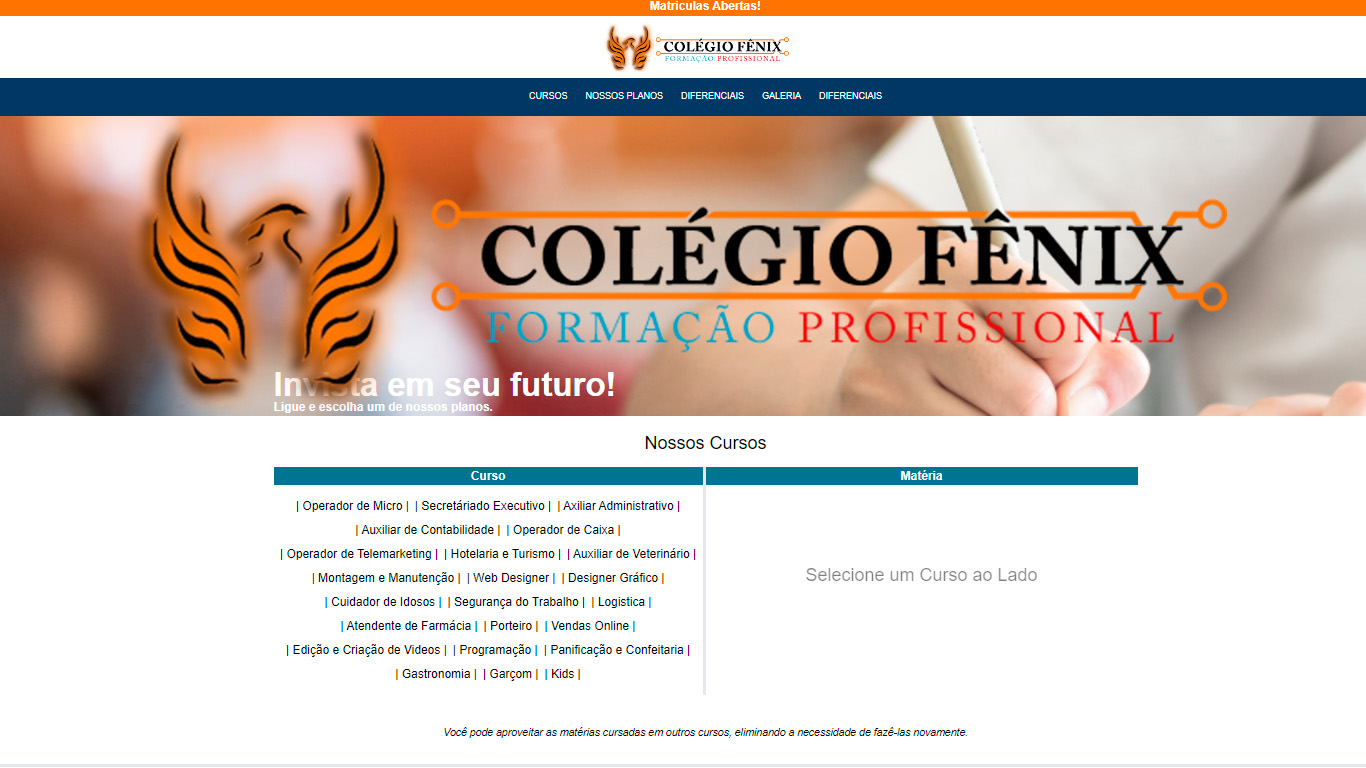 Matriculas Abertas!
COLÉGIO FÊNIX
FORMAÇÃO PROFISSIONAL
CURSOS NOSSOS PLANOS DIFERENCIAIS GALERIA DIFERENCIAIS
COLÉGIO FÊNIX
FORMAÇÃO PROFISSIONAL
Invista em seu futuro!
Ligue e escolha um de nossos planos.
Nossos Cursos
Curso Matéria
| Operador de Micro | | Secretáriado Executivo | | Axiliar Administrativo |
| Auxiliar de Contabilidade | | Operador de Caixa |
| Operador de Telemarketing | | Hotelaria e Turismo | | Auxiliar de Veterinário |
| Montagem e Manutenção | | Web Designer | | Designer Gráfico |
| Cuidador de Idosos | | Segurança do Trabalho | | Logistica |
| Atendente de Farmácia | | Porteiro | | Vendas Online |
| Edição e Criação de Videos | | Programação | | Panificação e Confeitaria |
| Gastronomia | | Garçom | | Kids |
Selecione um Curso ao Lado
Você pode aproveitar as matérias cursadas em outros cursos, eliminando a necessidade de fazê-las novamente.